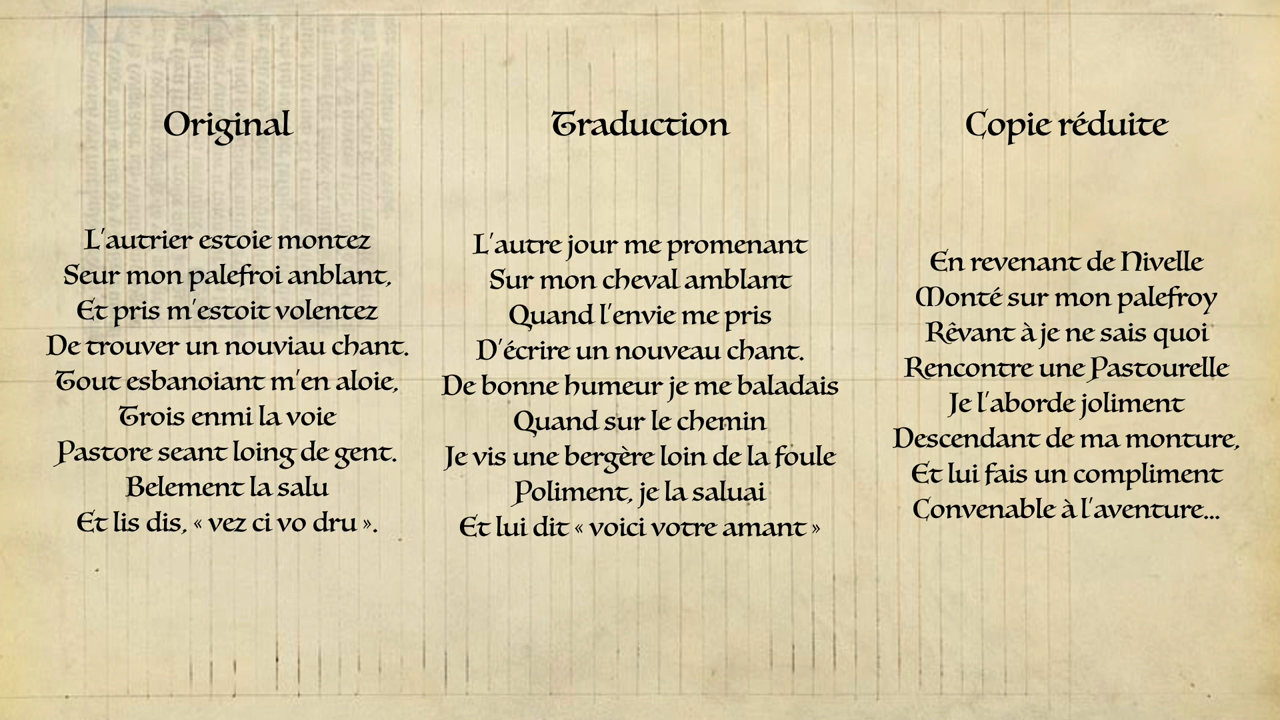 Original
L'autrier estoie montez
Seur mon palefroi anblant,
Et pris m'estoit volentez
De trouver un nouviau chant.
Tout esbanoiant m'en aloie,
Trois enmi la voie
Pastore seant loing de gent.
Belement la salu
Et lis dis, « vez ci vo dru ».
Traduction
L'autre jour me promenant
Sur mon cheval amblant
Quand l'envie me pris
D'écrire un nouveau chant.
De bonne humeur je me baladais
Quand sur le chemin
Je vis une bergère loin de la foule
Poliment, je la saluai
Et lui dit « voici votre amant »
Copie réduite
En revenant de Nivelle
Monté sur mon palefroy
Rêvant à je ne sais quoi
Rencontre une Pastourelle
Je l'aborde joliment
Descendant de ma monture,
Et lui fais un compliment
Convenable à l'aventure...